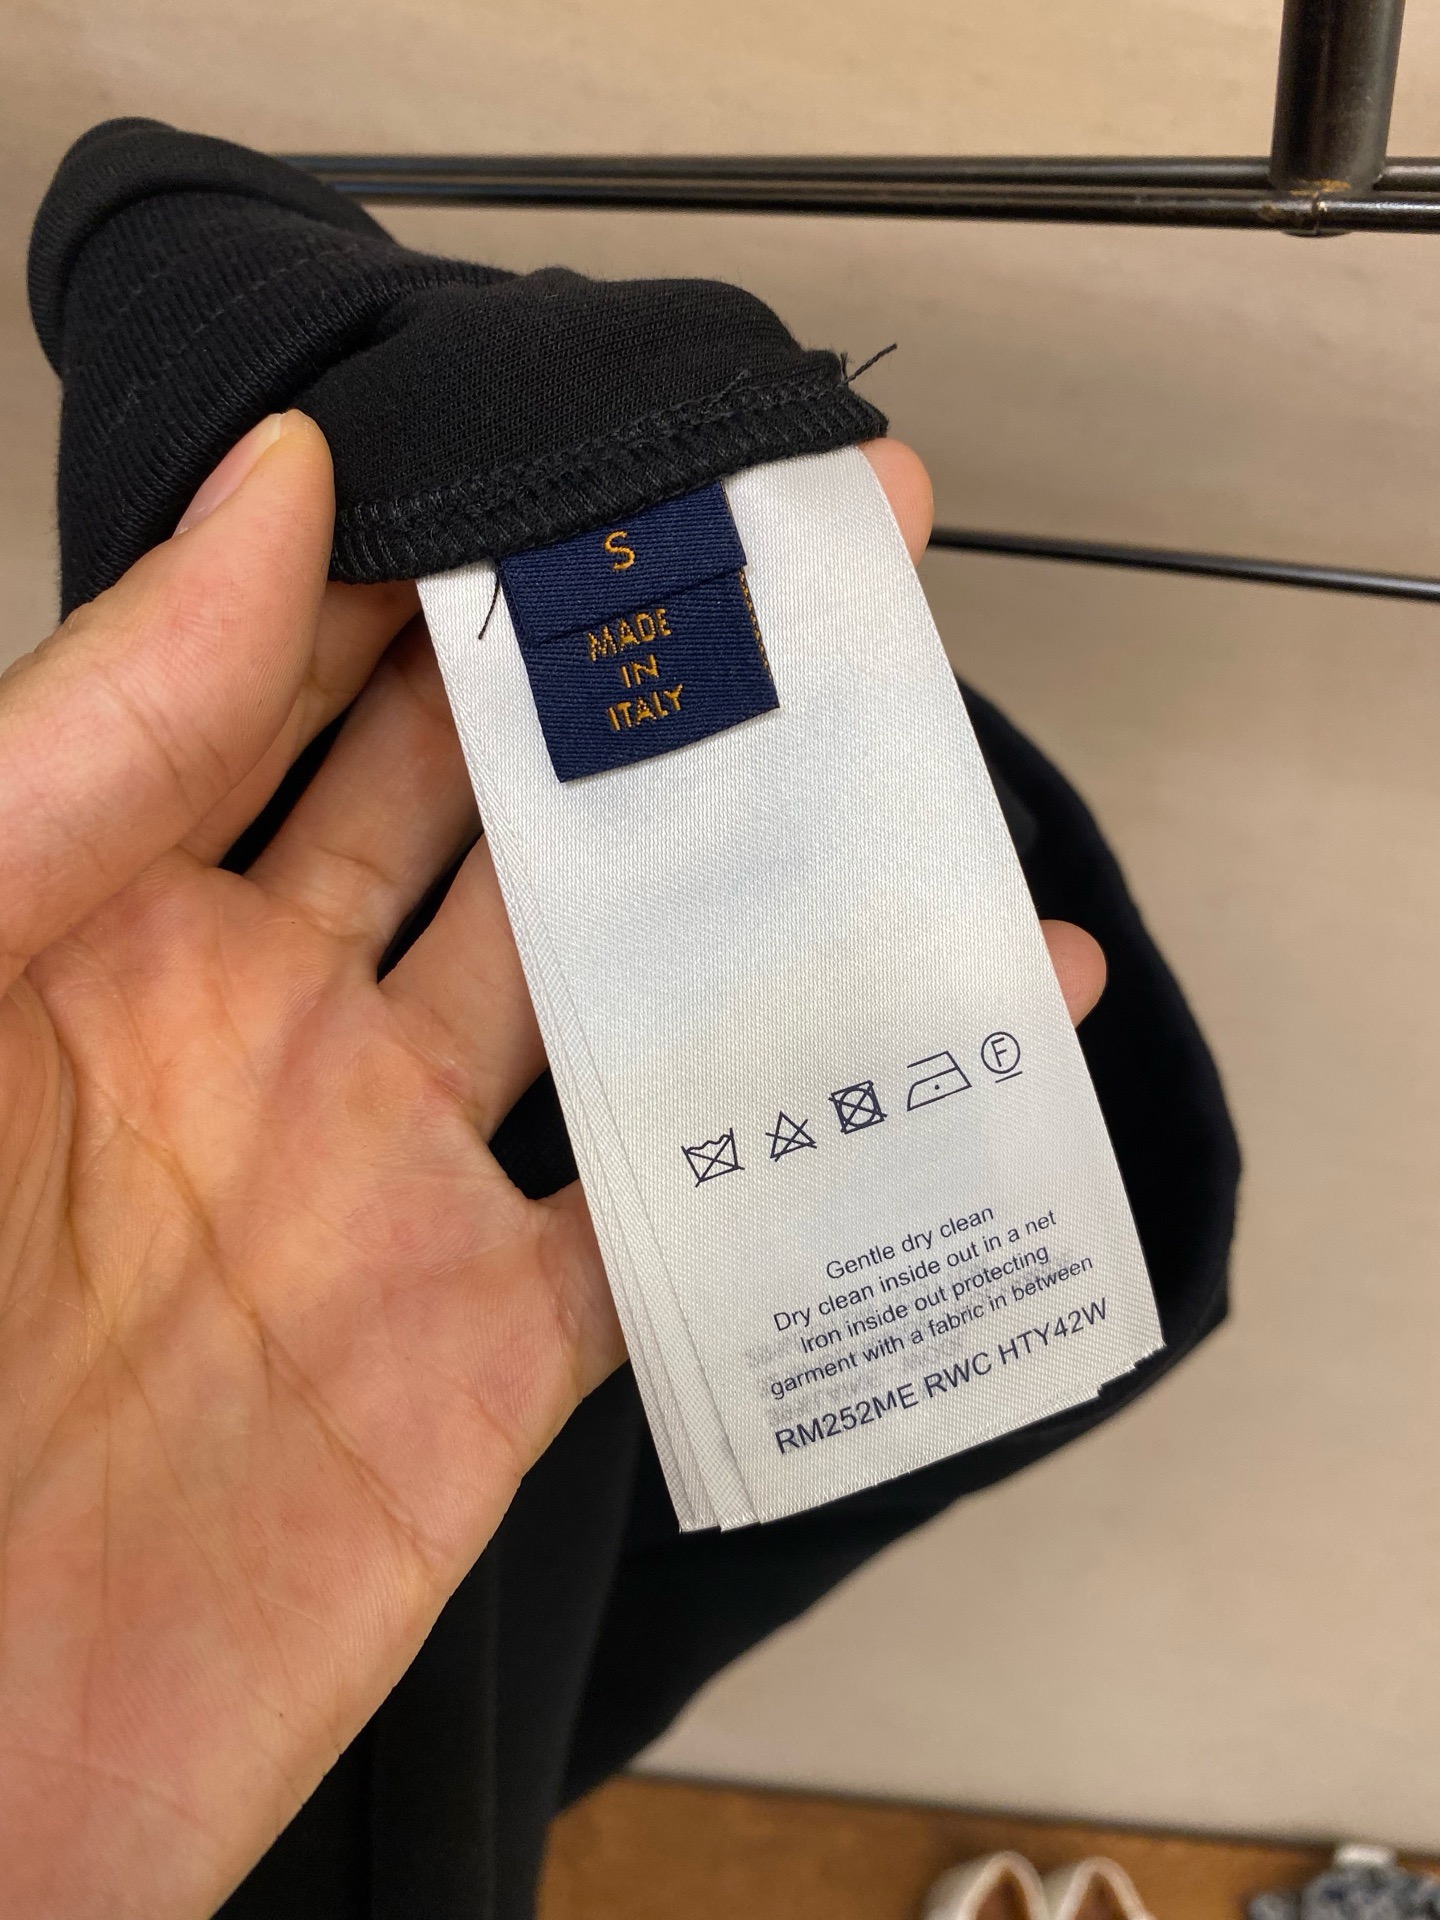 S
MADE
IN
ITALY
F
Gentle dry clean
Dry clean inside out in a net
Iron inside out protecting
garment with a fabric in between
RM252ME RWC HTY42W